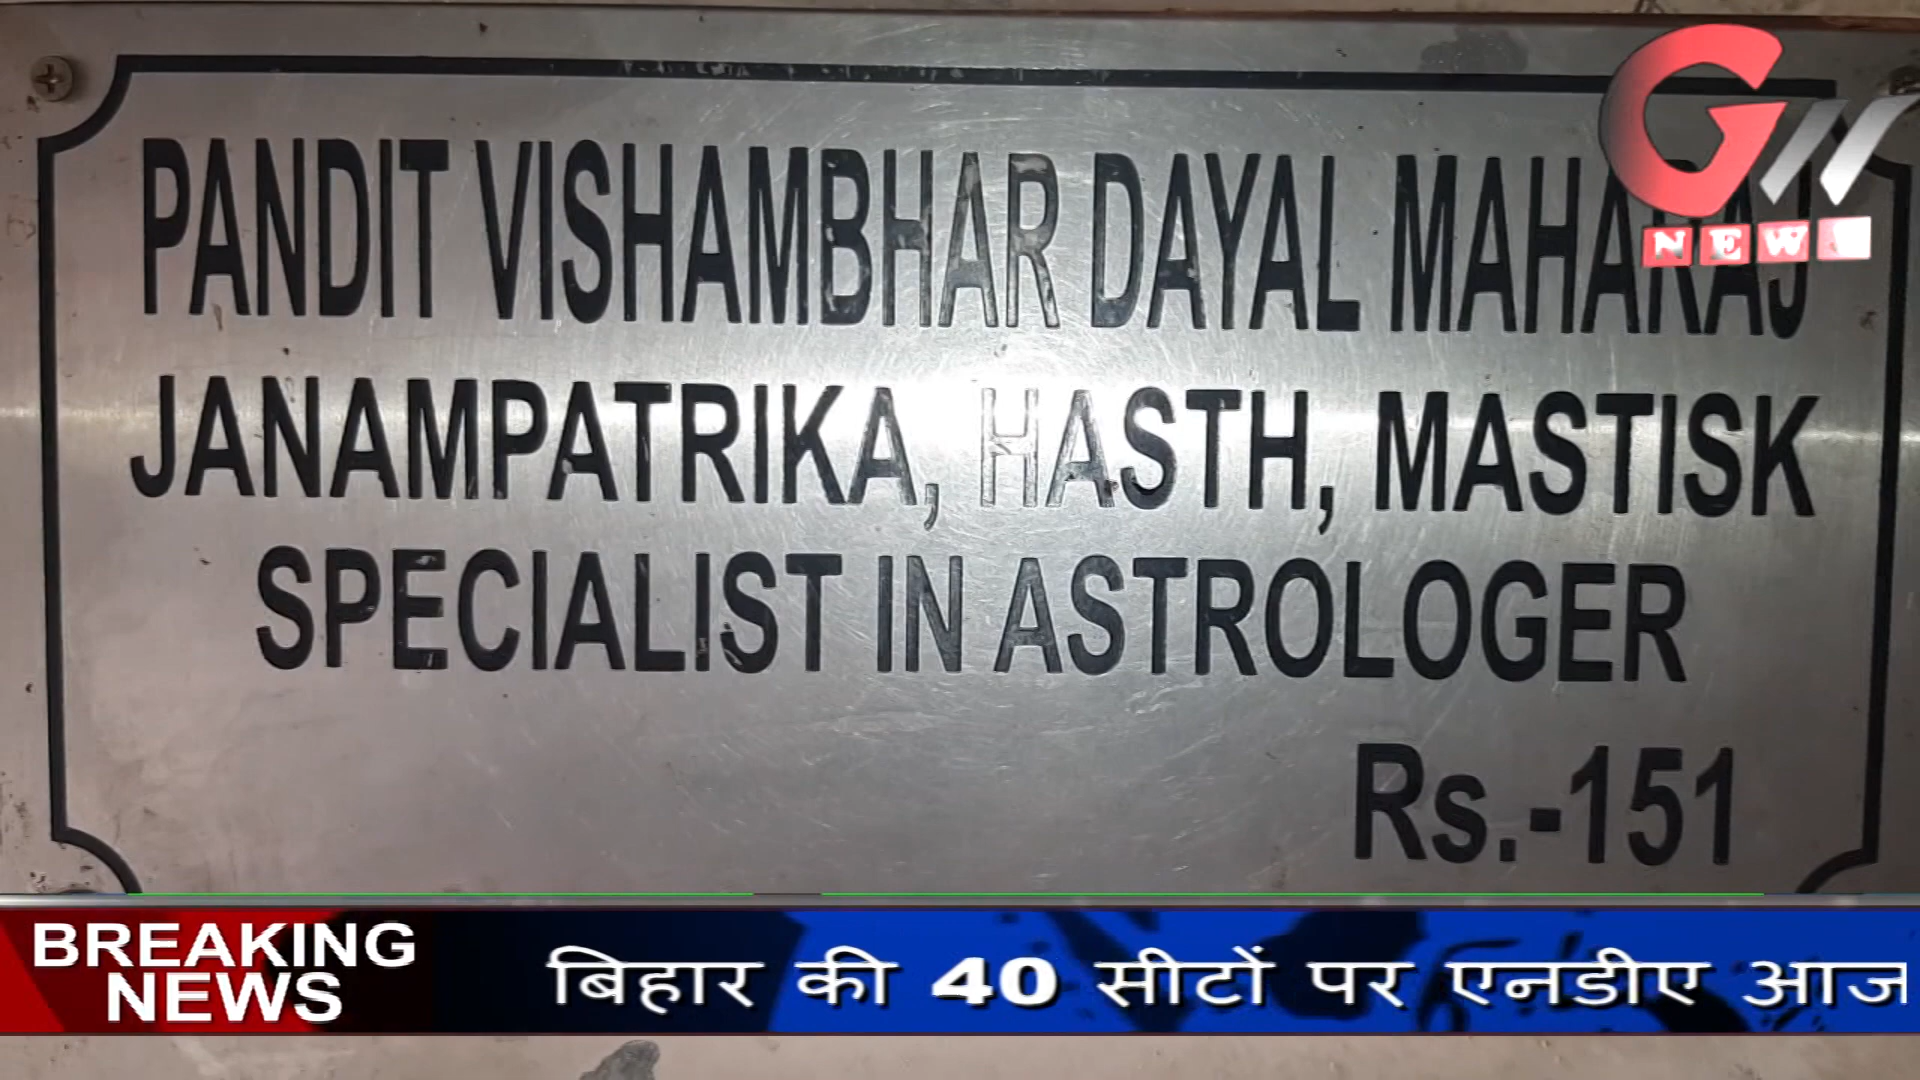 PANDIT VISHAMBHAR DAYAL MAHARAJ
JANAMPATRIKA, HASTH, MASTISK
SPECIALIST IN ASTROLOGER
Rs.-151
GN
NEWS
BREAKING
NEWS
बिहार की 40 सीटों पर एनडीए आज